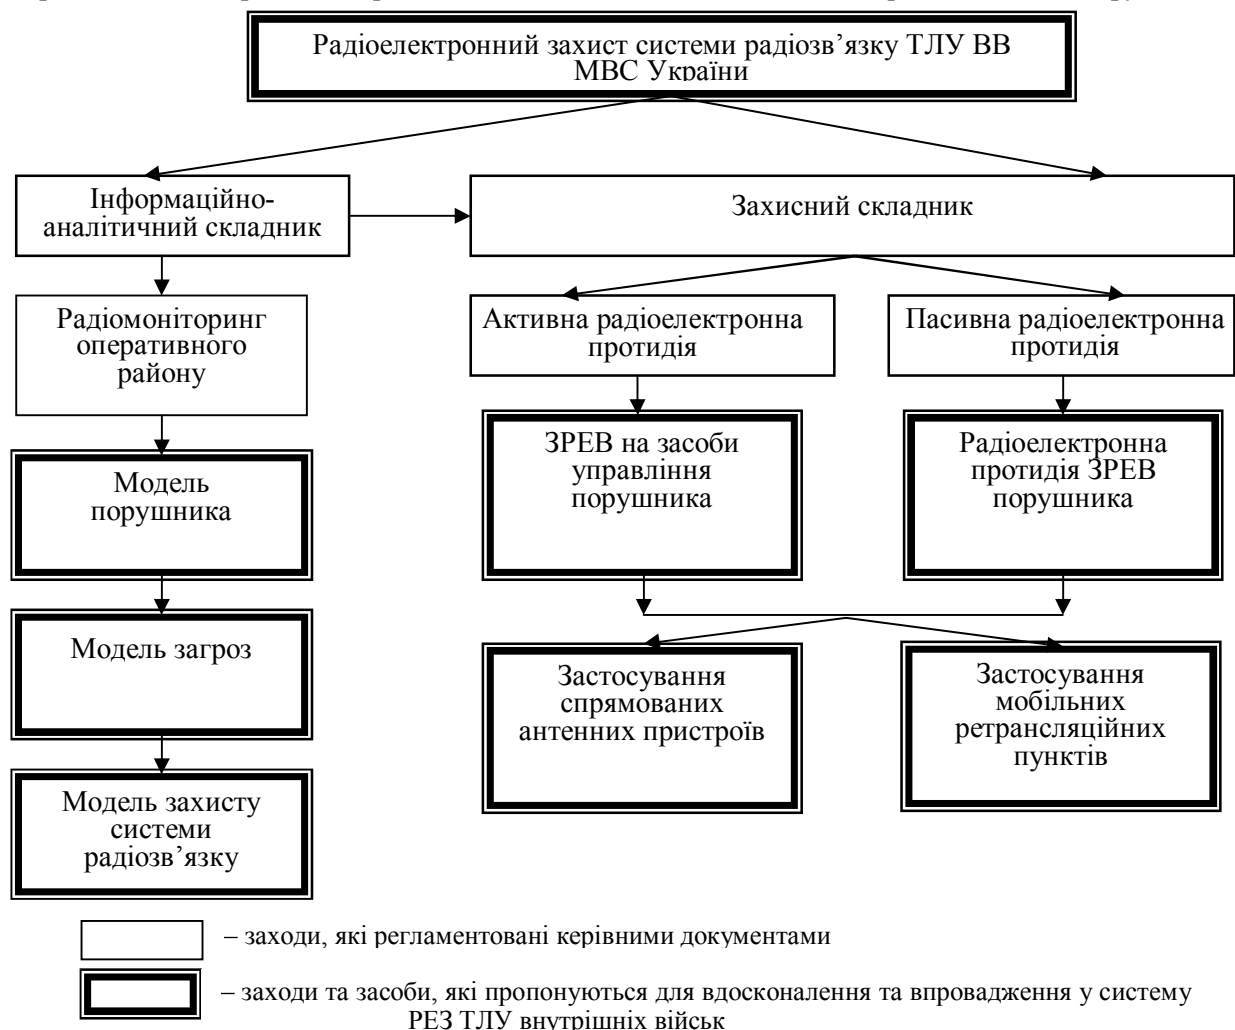 Радіоелектронний захист системи радіозв’язку ТЛУ ВВ
МВС України
Інформаційно-
аналітичний складник
Захисний складник
Радіомоніторинг
оперативного
району
Активна радіоелектронна
протидія
Пасивна радіоелектронна
протидія
Модель
порушника
ЗРЕВ на засоби
управління
порушника
Радіоелектронна
протидія ЗРЕВ
порушника
Модель загроз
Застосування
спрямованих
антенних пристроїв
Застосування
мобільних
ретрансляційних
пунктів
Модель захисту
системи
радіозв’язку
– заходи, які регламентовані керівними документами
– заходи та засоби, які пропонуються для вдосконалення та впровадження у систему
РЕЗ ТЛУ внутрішніх військ